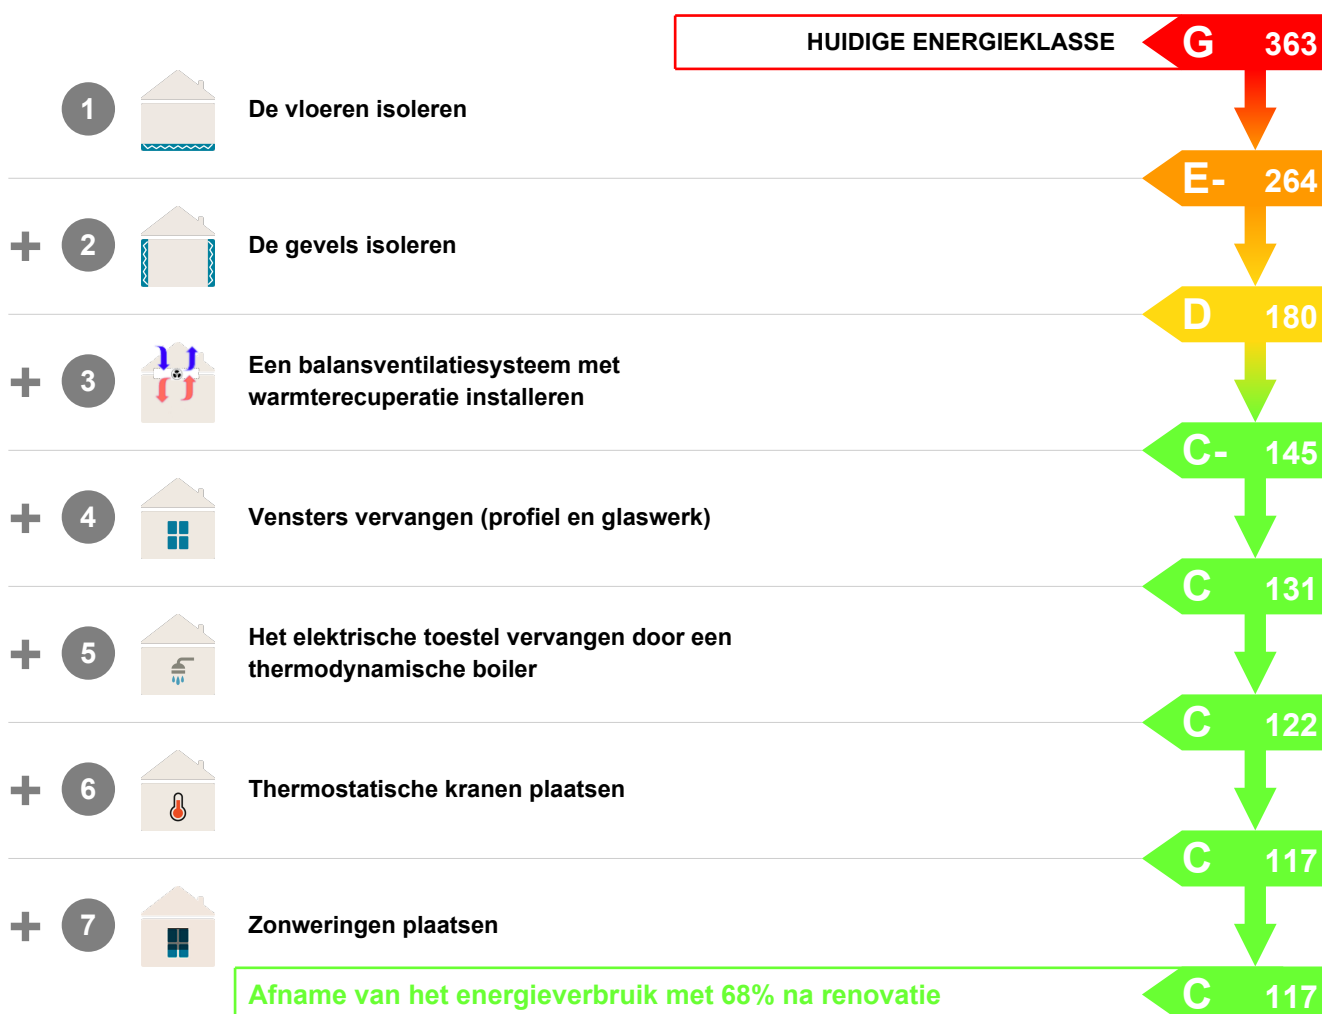 HUIDIGE ENERGIEKLASSE G 363
1 De vloeren isoleren
E- 264
+ 2 De gevels isoleren
D 180
+ 3 Een balansventilatiesysteem met
warmterecuperatie installeren
C- 145
+ 4 Vensters vervangen (profiel en glaswerk)
C 131
+ 5 Het elektrische toestel vervangen door een
thermodynamische boiler
C 122
+ 6 Thermostatische kranen plaatsen
C 117
+ 7 Zonweringen plaatsen
Afname van het energieverbruik met 68% na renovatie C 117